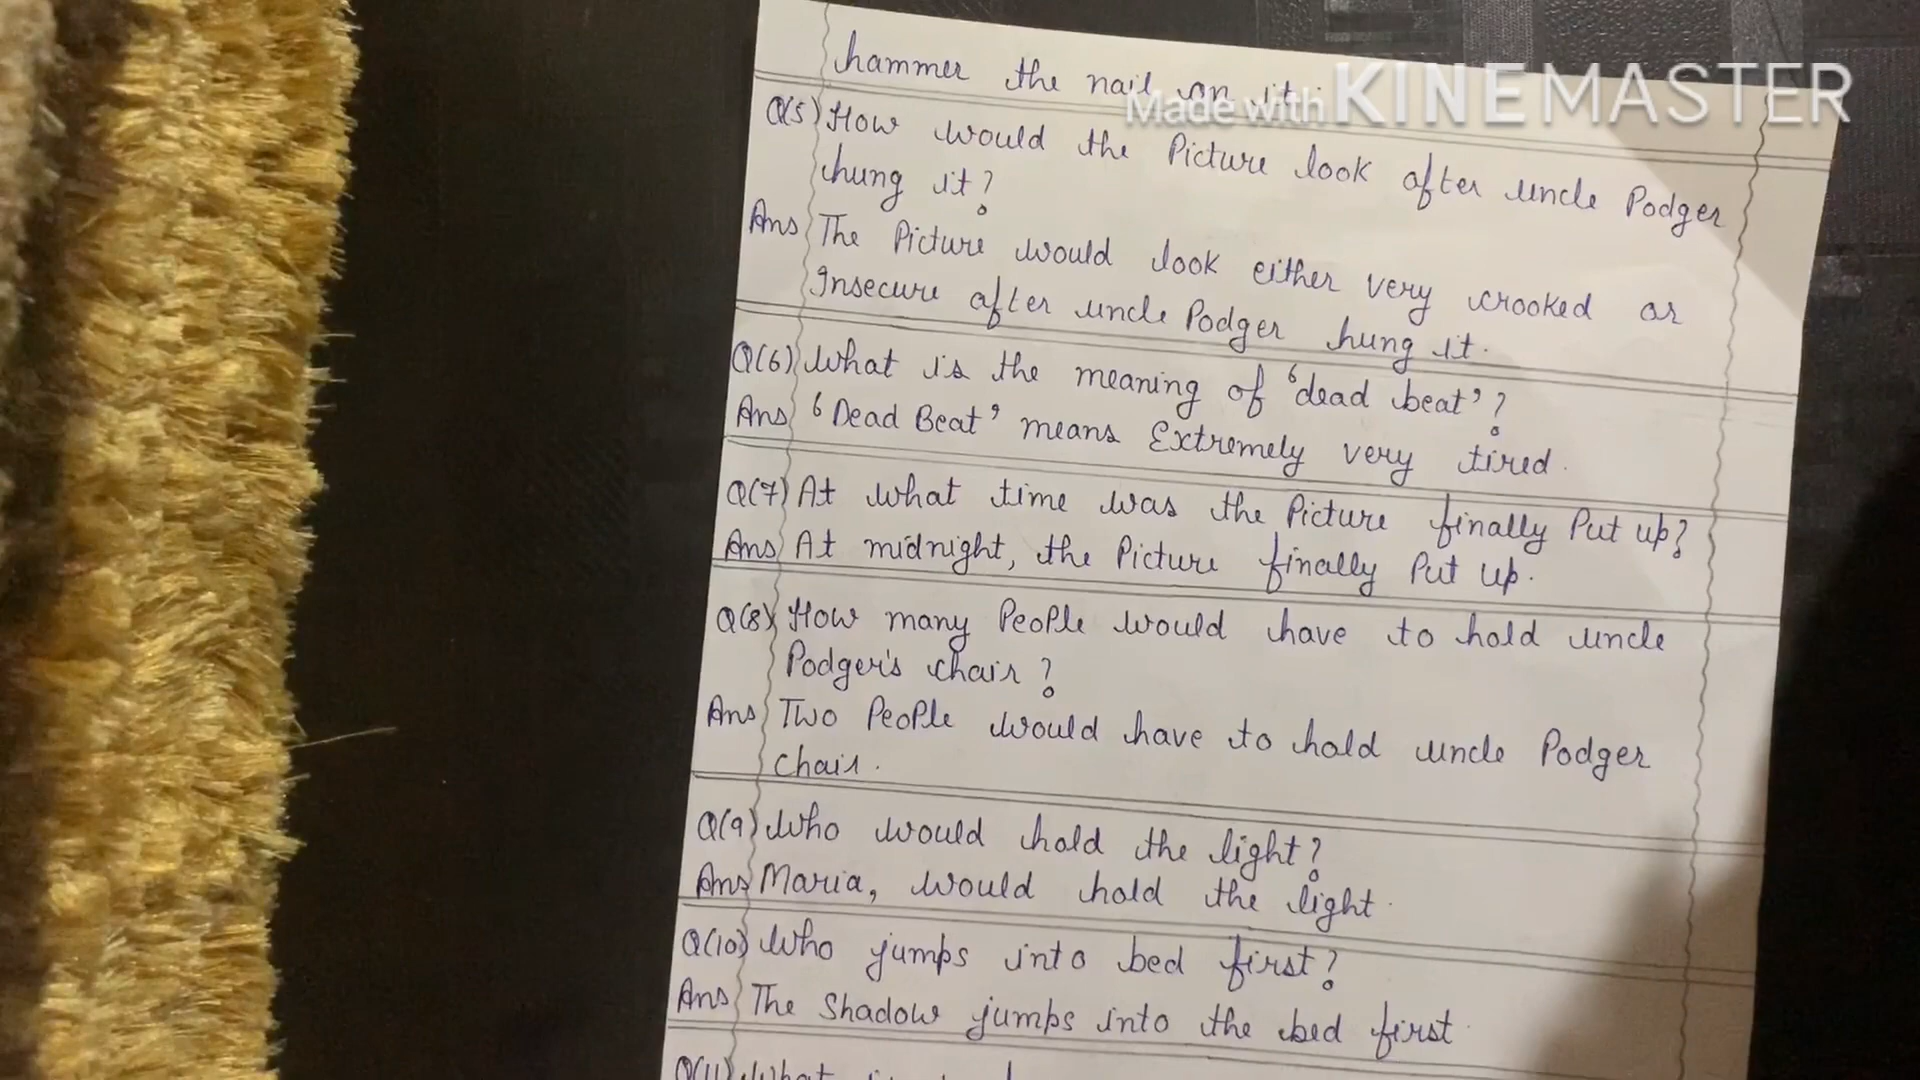 hammer the nail on it.
Made with KINEMASTER
Q(5) How would the Picture look after uncle Podger
hung it?
Ans The Picture would look either very crooked or
Insecure after uncle Podger hung it.
Q(6) What is the meaning of 'dead beat'?
Ans 'Dead Beat' means Extremely very tired.
Q(7) At what time was the Picture finally Put up?
Ans At midnight, the Picture finally Put up.
Q(8) How many People would have to hold uncle
Podger's chair?
Ans Two People would have to hold uncle Podger
chair.
Q(9) Who would hold the light?
Ans Maria, would hold the light.
Q(10) Who jumps into bed first?
Ans The Shadow jumps into the bed first.
Q(11) What